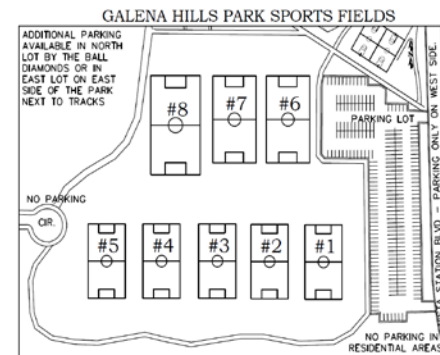 GALENA HILLS PARK SPORTS FIELDS
ADDITIONAL PARKING
AVAILABLE IN NORTH
LOT BY THE BALL
DIAMONDS OR IN
EAST LOT ON EAST
SIDE OF THE PARK
NEXT TO TRACKS
#8
#7
#6
PARKING LOT
NO PARKING
CIR.
#5
#4
#3
#2
#1
STATION BLVD - PARKING ONLY ON WEST SIDE
NO PARKING IN
RESIDENTIAL AREAS